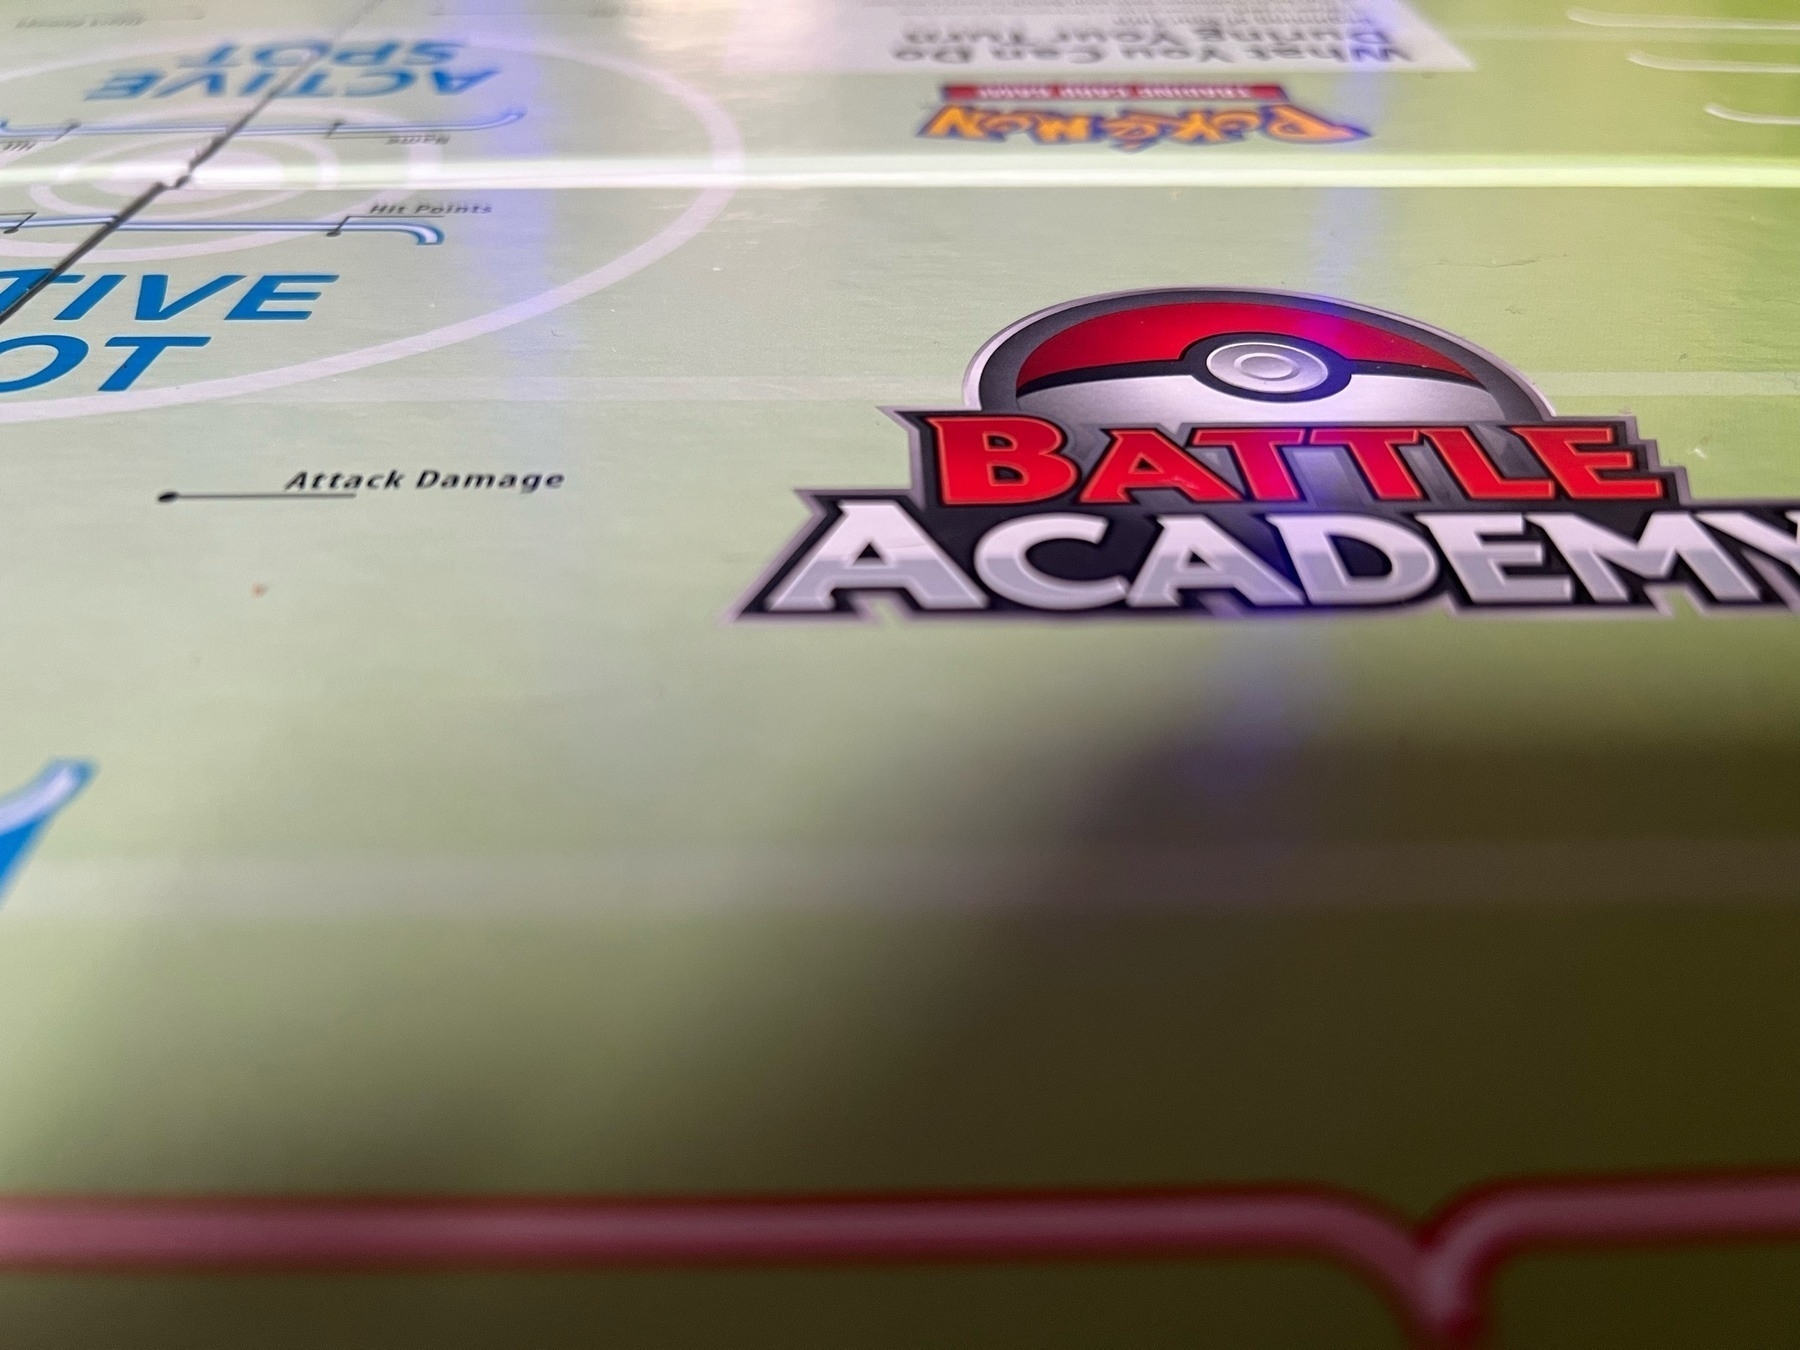 ACTIVE
SPOT
What You Can Do
During Your Turn
POKéMON
TRADING CARD GAME
Name
Hit Points
TIVE
OT
BATTLE
ACADEMY
Attack Damage